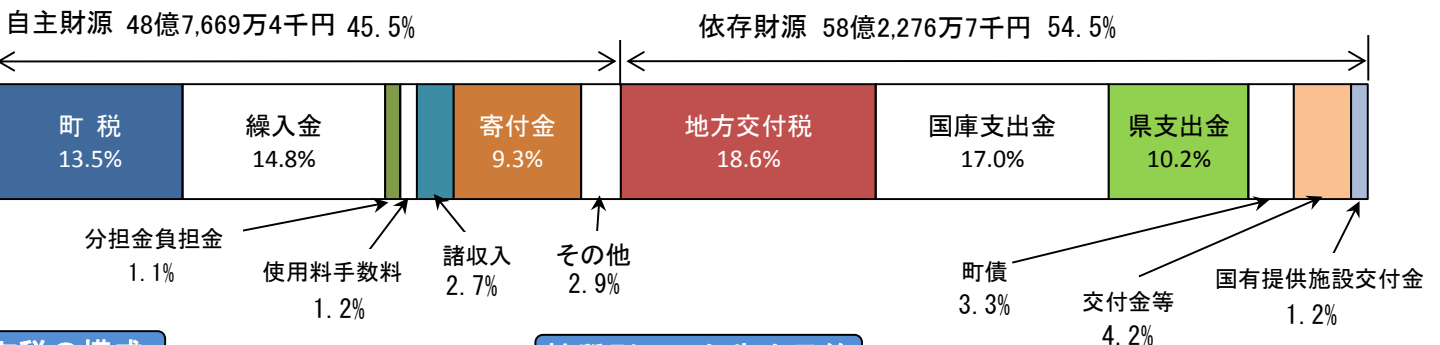 自主財源 48億7,669万4千円 45.5%
依存財源 58億2,276万7千円 54.5%
町 税
13.5%
繰入金
14.8%
寄付金
9.3%
地方交付税
18.6%
国庫支出金
17.0%
県支出金
10.2%
分担金負担金
1.1%
使用料手数料
1.2%
諸収入
2.7%
その他
2.9%
町債
3.3%
交付金等
4.2%
国有提供施設交付金
1.2%